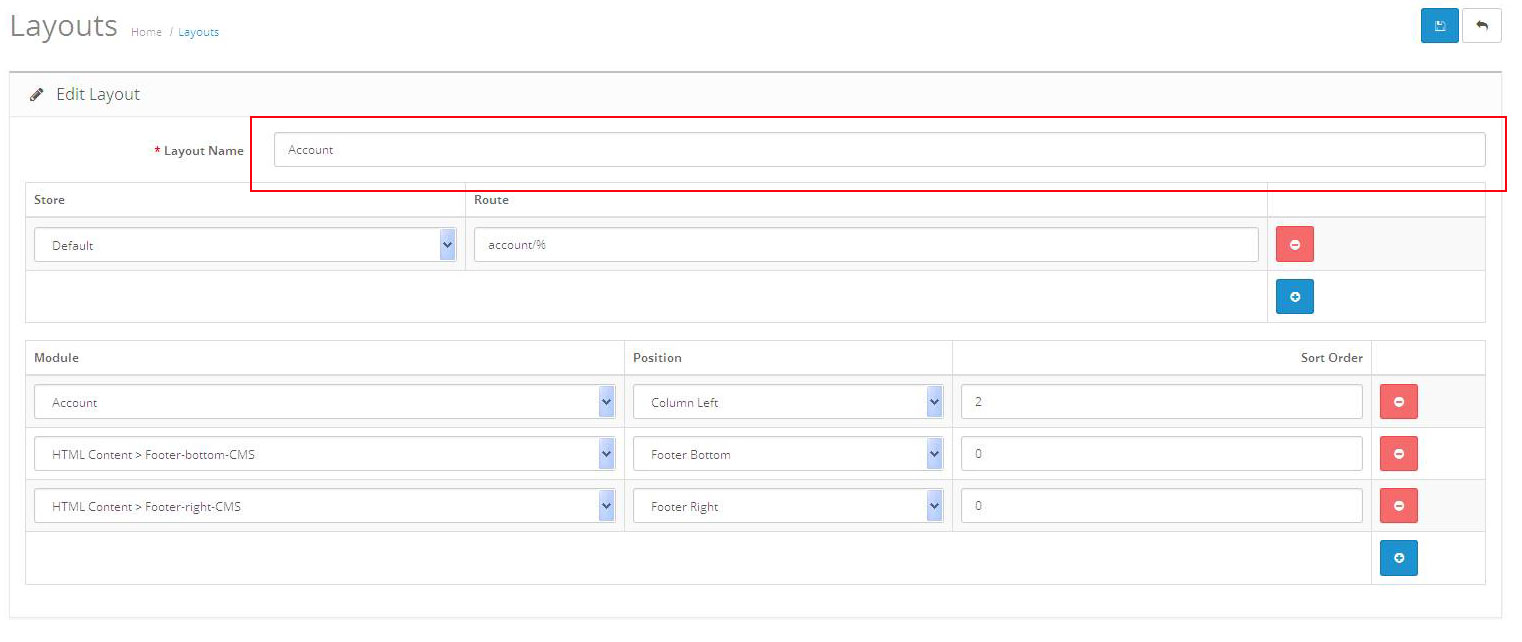 Layouts Home / Layouts
Edit Layout
* Layout Name Account
Store Route
Default account/%
Module Position Sort Order
Account Column Left 2
HTML Content > Footer-bottom-CMS Footer Bottom 0
HTML Content > Footer-right-CMS Footer Right 0